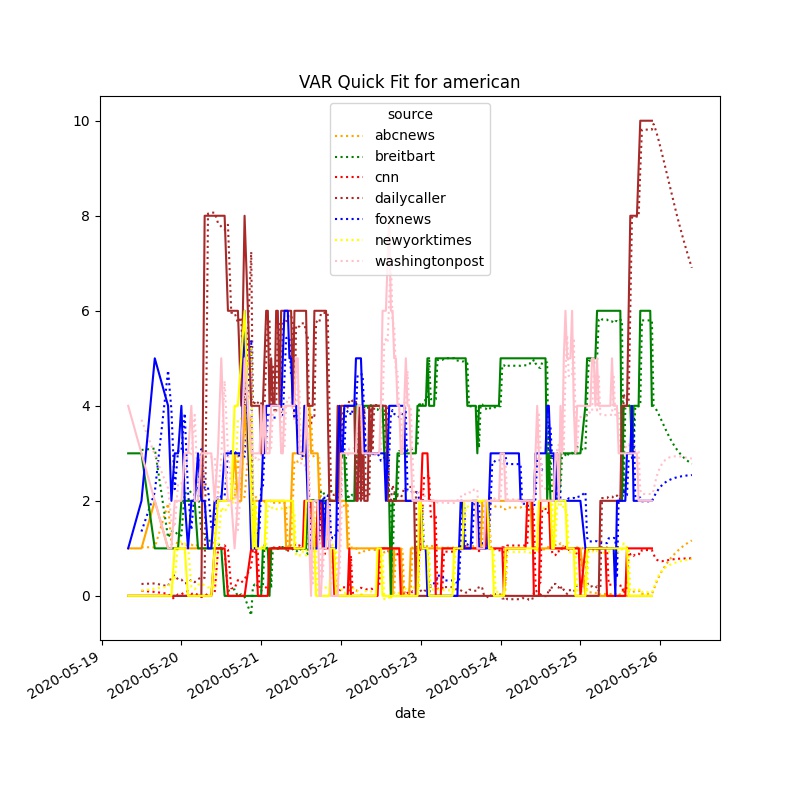 VAR Quick Fit for american
source
abcnews
breitbart
cnn
dailycaller
foxnews
newyorktimes
washingtonpost
10
8
6
4
2
0
2020-05-19
2020-05-20
2020-05-21
2020-05-22
2020-05-23
2020-05-24
2020-05-25
2020-05-26
date